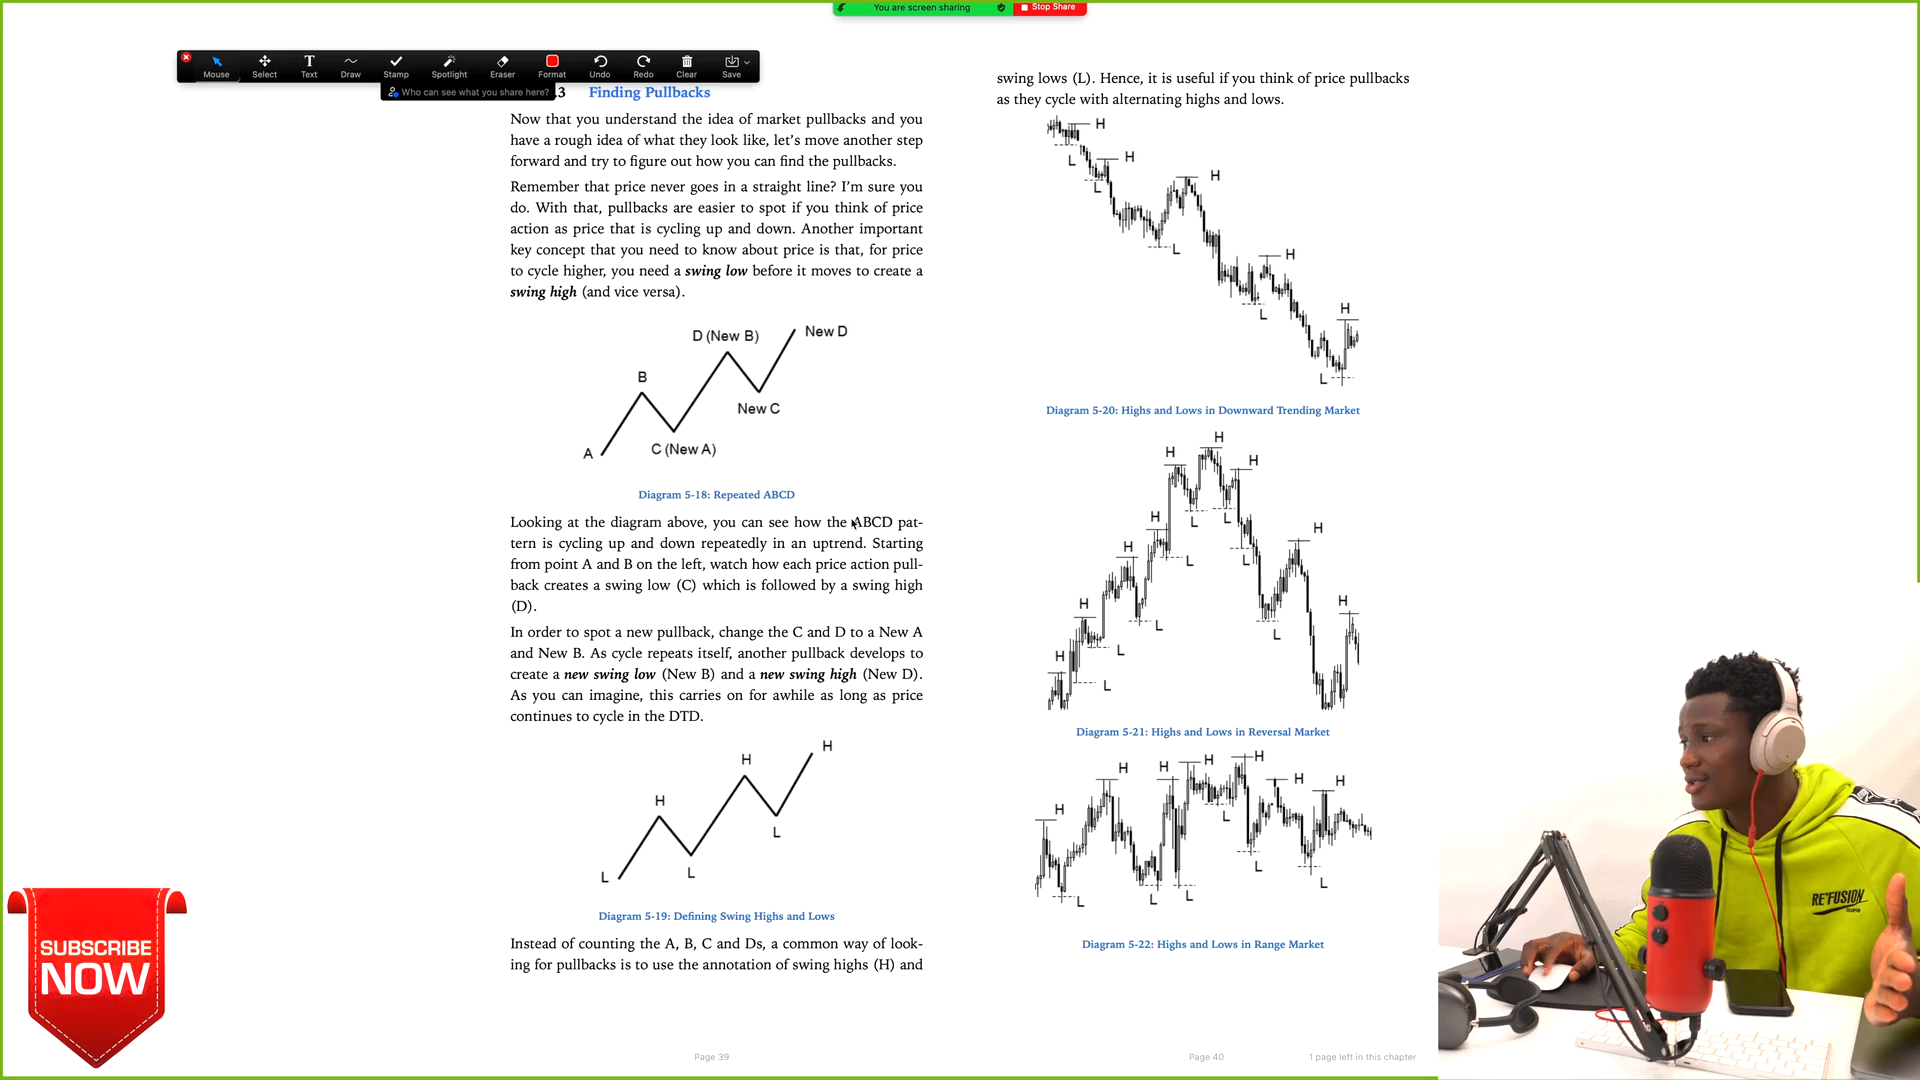 You are screen sharing
Stop Share
Mouse
Select
Text
Draw
Stamp
Spotlight
Eraser
Format
Undo
Redo
Clear
Save
Who can see what you share here?
.3 Finding Pullbacks
Now that you understand the idea of market pullbacks and you
have a rough idea of what they look like, let's move another step
forward and try to figure out how you can find the pullbacks.
Remember that price never goes in a straight line? I'm sure you
do. With that, pullbacks are easier to spot if you think of price
action as price that is cycling up and down. Another important
key concept that you need to know about price is that, for price
to cycle higher, you need a swing low before it moves to create a
swing high (and vice versa).
D (New B)
New D
B
New C
A
C (New A)
Diagram 5-18: Repeated ABCD
Looking at the diagram above, you can see how the ABCD pat-
tern is cycling up and down repeatedly in an uptrend. Starting
from point A and B on the left, watch how each price action pull-
back creates a swing low (C) which is followed by a swing high
(D).
In order to spot a new pullback, change the C and D to a New A
and New B. As cycle repeats itself, another pullback develops to
create a new swing low (New B) and a new swing high (New D).
As you can imagine, this carries on for awhile as long as price
continues to cycle in the DTD.
H
H
H
L
L
L
Diagram 5-19: Defining Swing Highs and Lows
Instead of counting the A, B, C and Ds, a common way of look-
ing for pullbacks is to use the annotation of swing highs (H) and
Page 39
swing lows (L). Hence, it is useful if you think of price pullbacks
as they cycle with alternating highs and lows.
H
H
L
H
L
L
H
L
H
L
Diagram 5-20: Highs and Lows in Downward Trending Market
H
H
H
H
L
L
H
H
L
L
H
H
L
L
H
L
L
Diagram 5-21: Highs and Lows in Reversal Market
H
H
H
H
H
H
H
L
L
L
L
L
L
Diagram 5-22: Highs and Lows in Range Market
Page 40
1 page left in this chapter
SUBSCRIBE
NOW
RE'FUSION